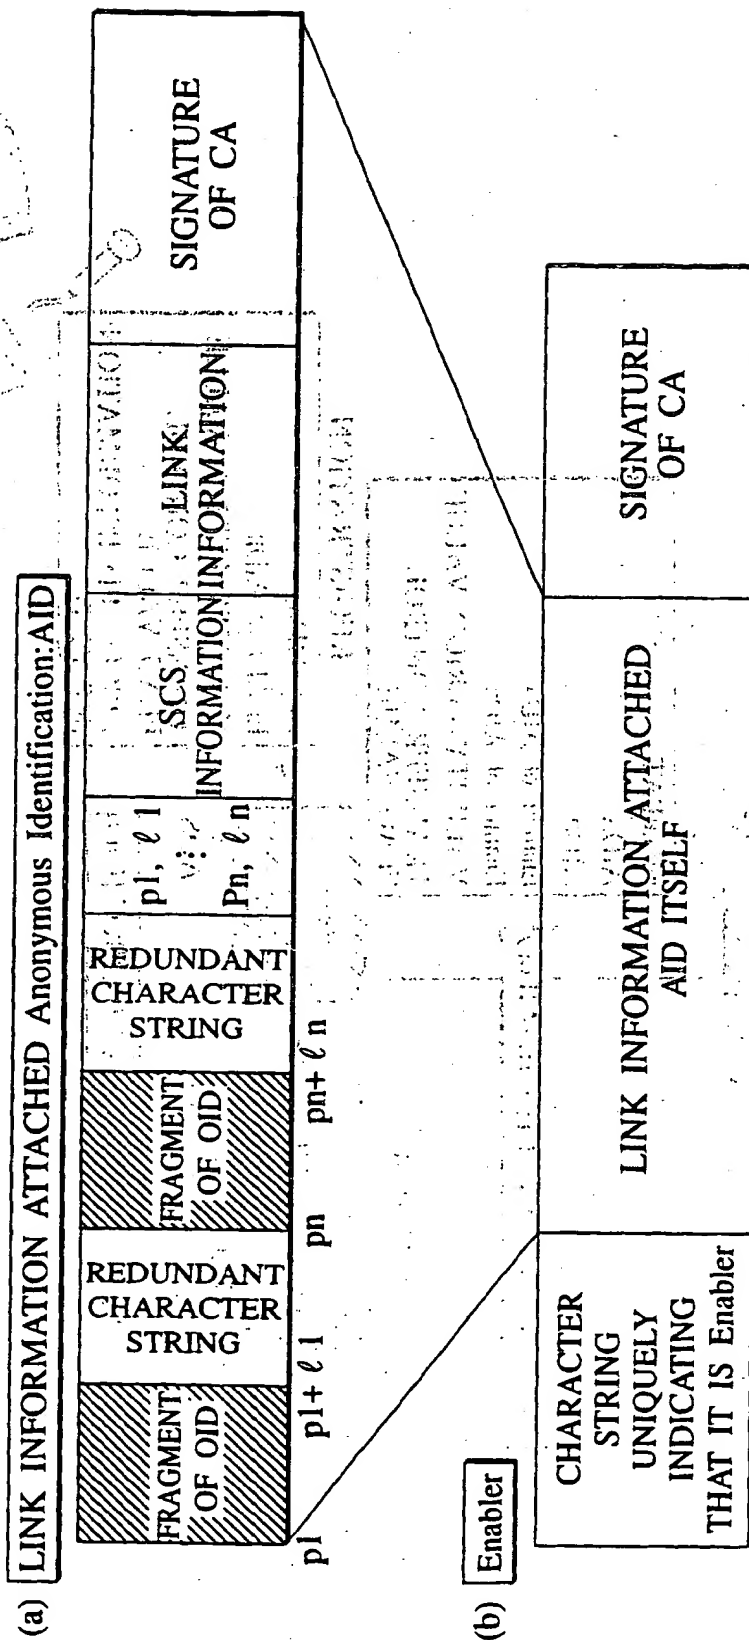 (a) LINK INFORMATION ATTACHED Anonymous Identification:AID
FRAGMENT
OF OID
REDUNDANT
CHARACTER
STRING
FRAGMENT
OF OID
REDUNDANT
CHARACTER
STRING
p1, ℓ 1
⋮
Pn, ℓ n
SCS
INFORMATION
LINK
INFORMATION
SIGNATURE
OF CA
p1
p1+ ℓ 1
pn
pn+ ℓ n
(b) Enabler
CHARACTER
STRING
UNIQUELY
INDICATING
THAT IT IS Enabler
LINK INFORMATION ATTACHED
AID ITSELF
SIGNATURE
OF CA